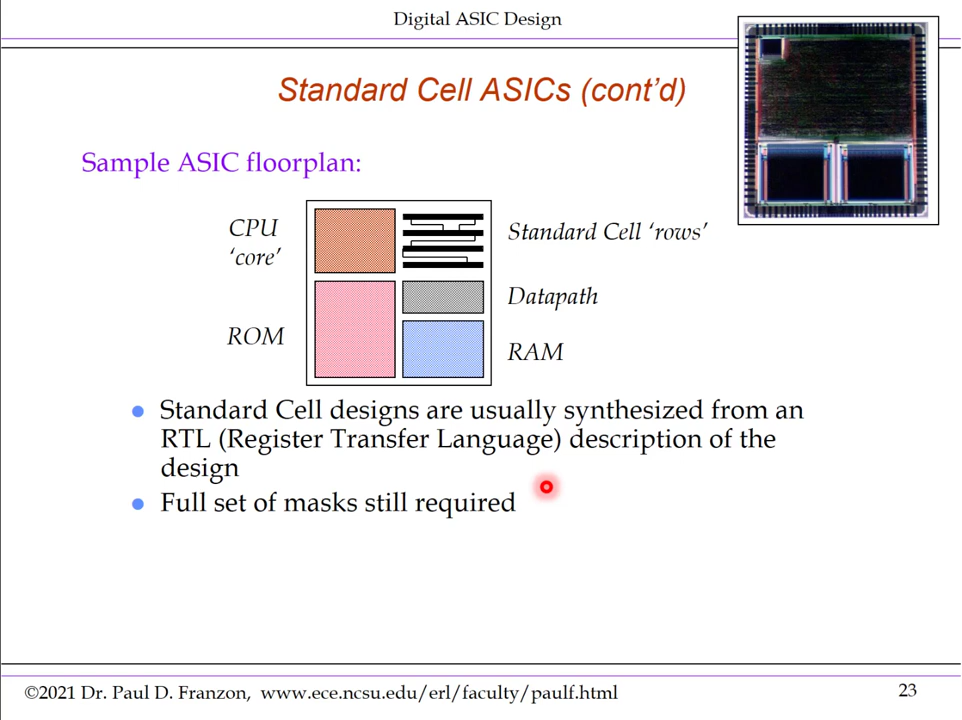 Digital ASIC Design
Standard Cell ASICs (cont'd)
Sample ASIC floorplan:
CPU
'core'
Standard Cell 'rows'
Datapath
ROM
RAM
Standard Cell designs are usually synthesized from an
RTL (Register Transfer Language) description of the
design
Full set of masks still required
©2021 Dr. Paul D. Franzon, www.ece.ncsu.edu/erl/faculty/paulf.html
23